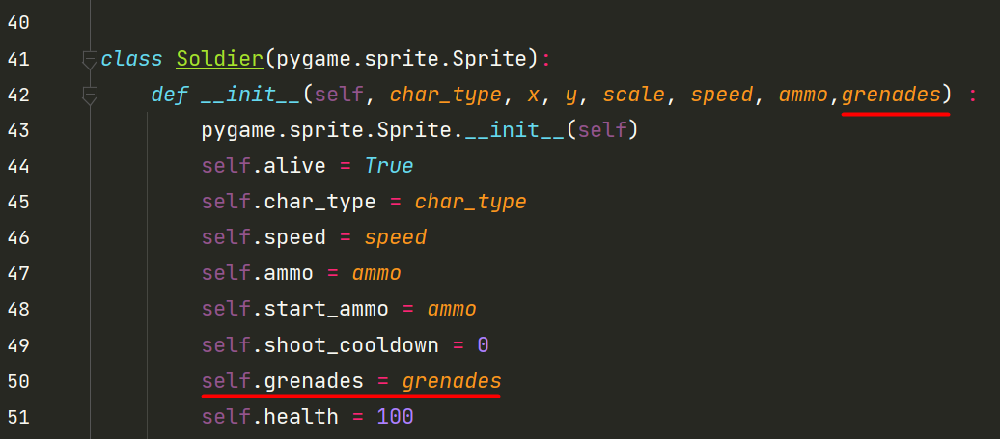 40
41 class Soldier(pygame.sprite.Sprite):
42 def __init__(self, char_type, x, y, scale, speed, ammo,grenades) :
43 pygame.sprite.Sprite.__init__(self)
44 self.alive = True
45 self.char_type = char_type
46 self.speed = speed
47 self.ammo = ammo
48 self.start_ammo = ammo
49 self.shoot_cooldown = 0
50 self.grenades = grenades
51 self.health = 100